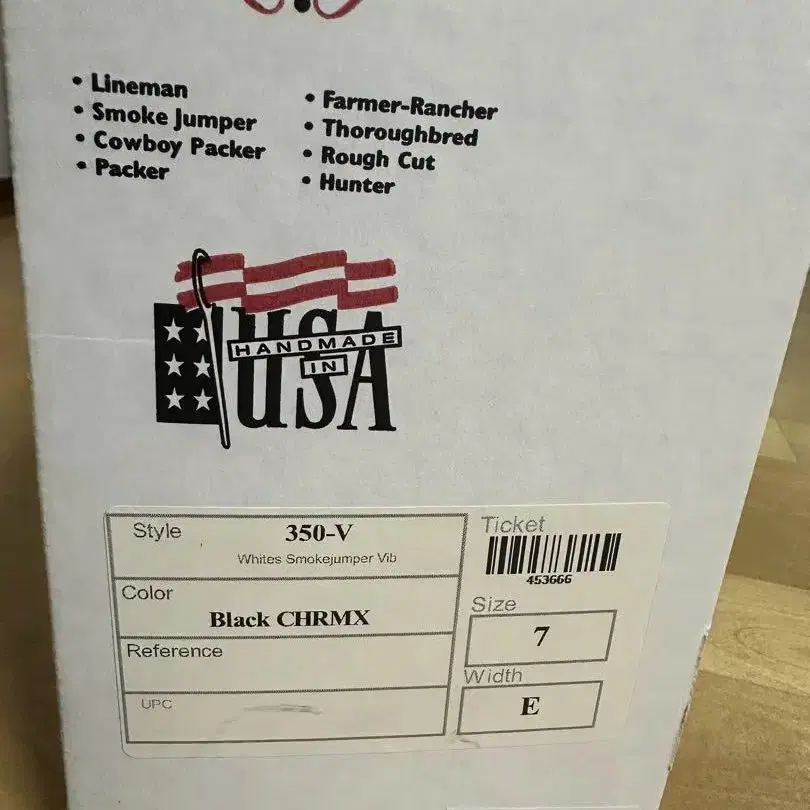 • Lineman
• Smoke Jumper
• Cowboy Packer
• Packer
• Farmer-Rancher
• Thoroughbred
• Rough Cut
• Hunter
HANDMADE
IN
USA
Style 350-V
Whites Smokejumper Vib
Color
Black CHRMX
Reference
UPC
Ticket
453666
Size
7
Width
E